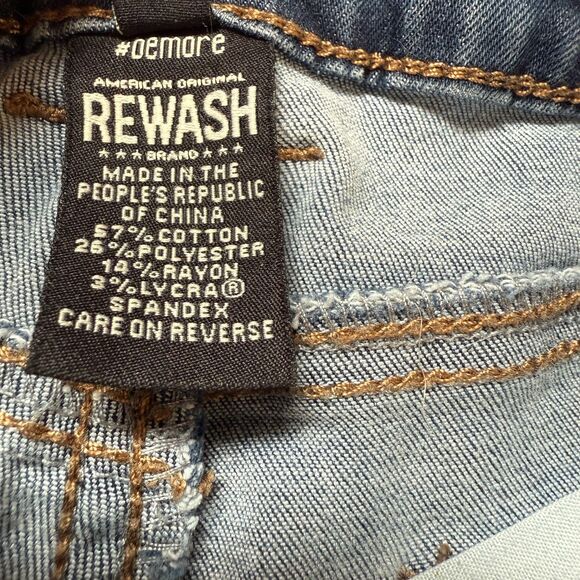 #DEMORE
AMERICAN ORIGINAL
REWASH
★★★ BRAND ★★★
MADE IN THE
PEOPLE'S REPUBLIC
OF CHINA
57% COTTON
26% POLYESTER
14% RAYON
3% LYCRA®
SPANDEX
CARE ON REVERSE